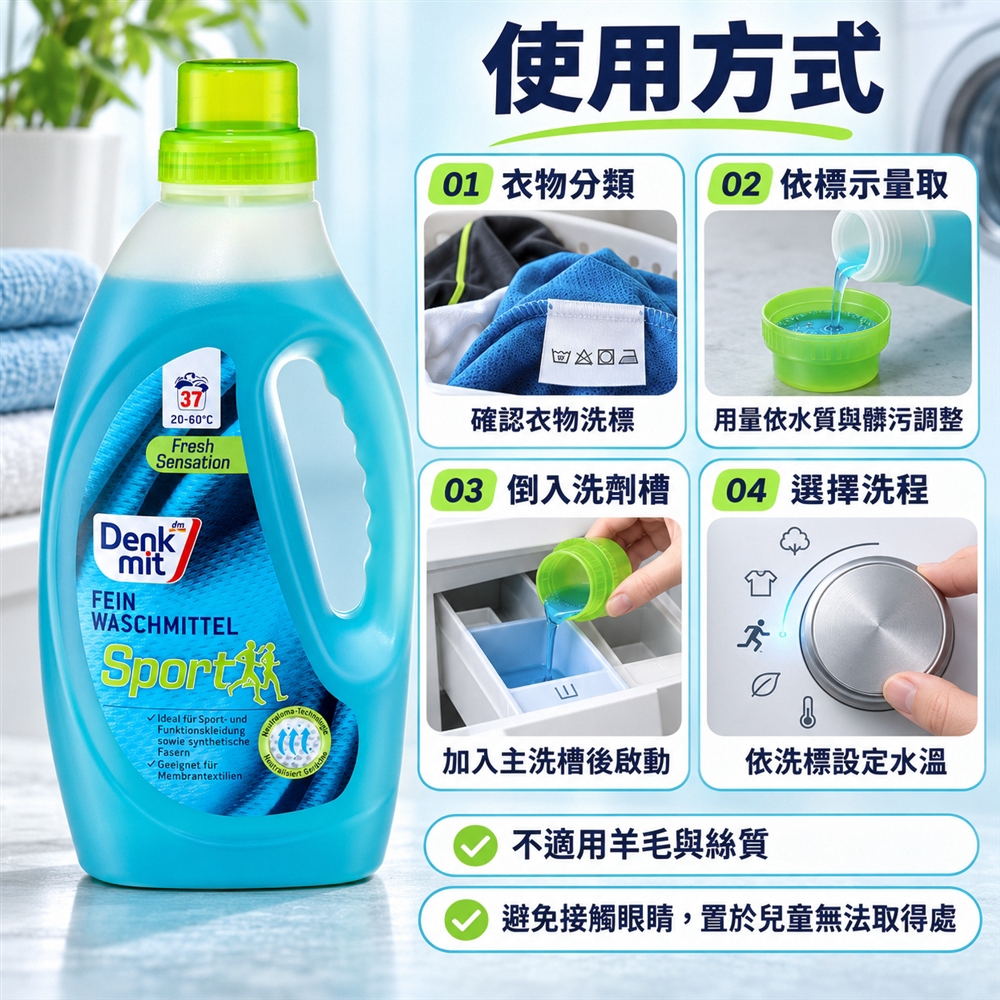 使用方式
37
20-60°C
Fresh
Sensation
dm
Denk
mit
FEIN
WASCHMITTEL
Sport
✓ Ideal für Sport- und
Funktionskleidung
sowie synthetische
Fasern
✓ Geeignet für
Membrantextilien
Neutraloma-Technologie
Neutralisiert Gerüche
01 衣物分類
確認衣物洗標
02 依標示量取
用量依水質與髒污調整
03 倒入洗劑槽
加入主洗槽後啟動
04 選擇洗程
依洗標設定水溫
不適用羊毛與絲質
避免接觸眼睛，置於兒童無法取得處